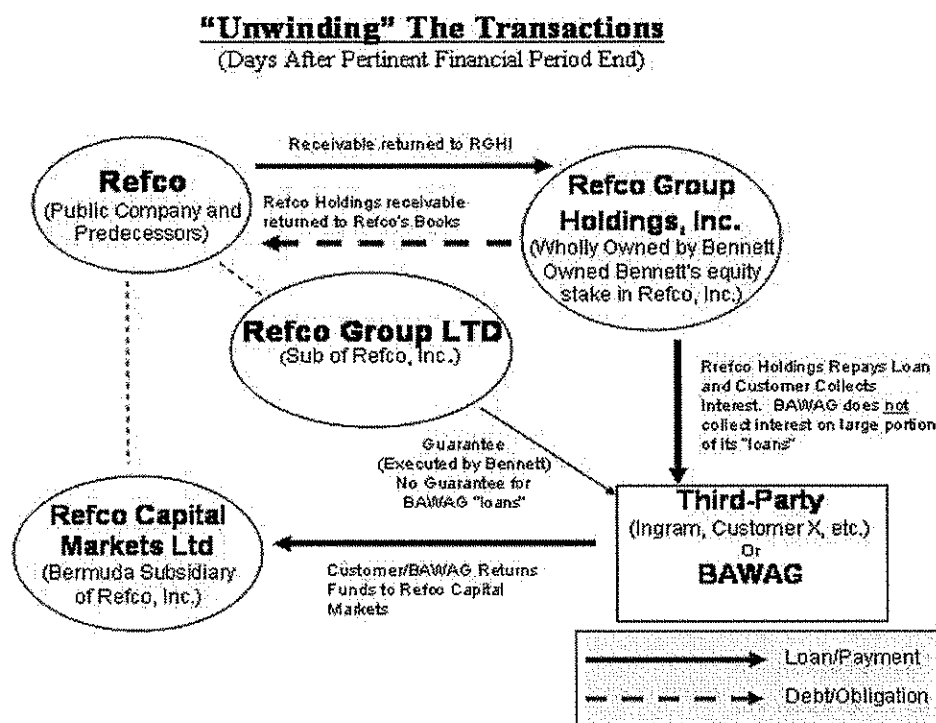 "Unwinding" The Transactions
(Days After Pertinent Financial Period End)
Receivable returned to RGHI
Refco
(Public Company and
Predecessors)
Refco Holdings receivable
returned to Refco's Books
Refco Group
Holdings, Inc.
(Wholly Owned by Bennett
Owned Bennett's equity
stake in Refco, Inc.)
Refco Group LTD
(Sub of Refco, Inc.)
Rrefco Holdings Repays Loan
and Customer Collects
Interest. BAWAG does not
collect interest on large portion
of its "loans"
Guarantee
(Executed by Bennett)
No Guarantee for
BAWAG "loans"
Refco Capital
Markets Ltd
(Bermuda Subsidiary
of Refco, Inc.)
Third-Party
(Ingram, Customer X, etc.)
Or
BAWAG
Customer/BAWAG Returns
Funds to Refco Capital
Markets
Loan/Payment
Debt/Obligation